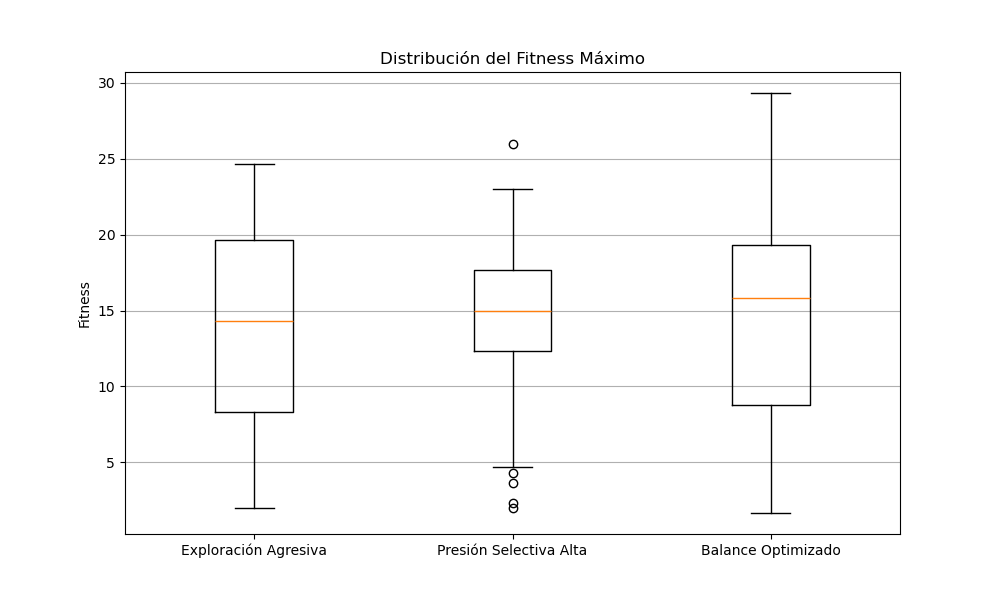 Distribución del Fitness Máximo
30
25
20
15
10
5
Fitness
Exploración Agresiva
Presión Selectiva Alta
Balance Optimizado